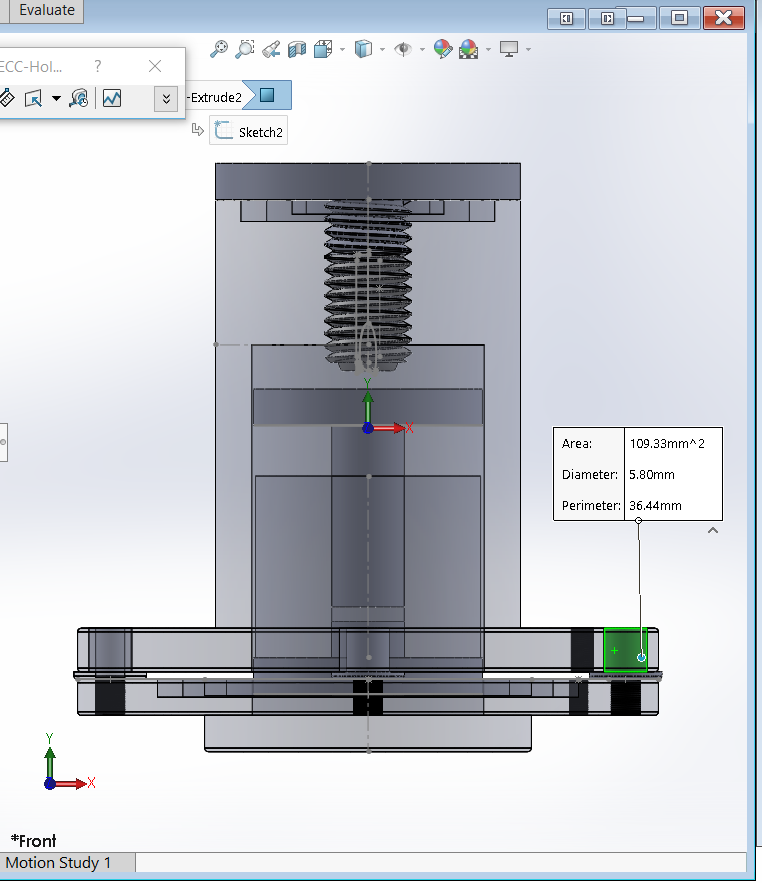 Evaluate
ECC-Hol... ?
-Extrude2
Sketch2
Y
X
Area: 109.33mm^2
Diameter: 5.80mm
Perimeter: 36.44mm
Y
X
*Front
Motion Study 1